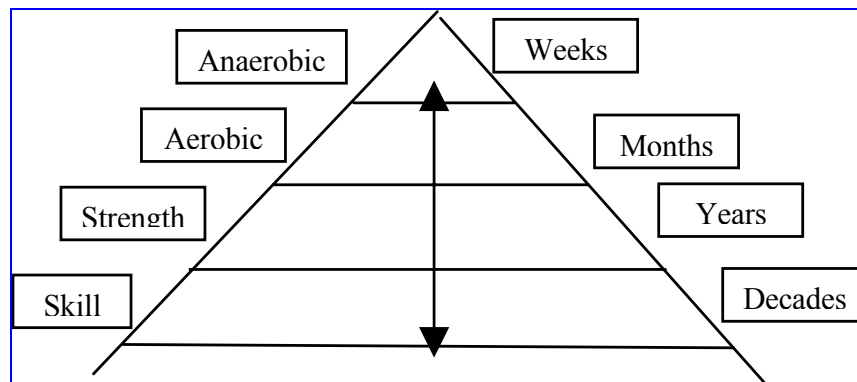 Anaerobic
Weeks
Aerobic
Months
Strength
Years
Skill
Decades